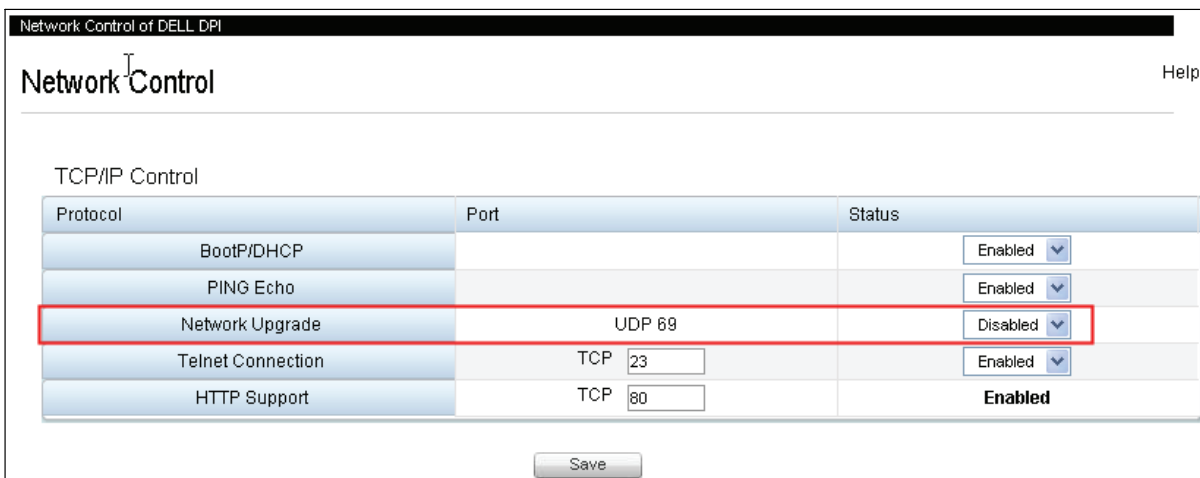 Network Control of DELL DPI
Network Control
Help
TCP/IP Control
Protocol Port Status
BootP/DHCP Enabled
PING Echo Enabled
Network Upgrade UDP 69 Disabled
Telnet Connection TCP 23 Enabled
HTTP Support TCP 80 Enabled
Save